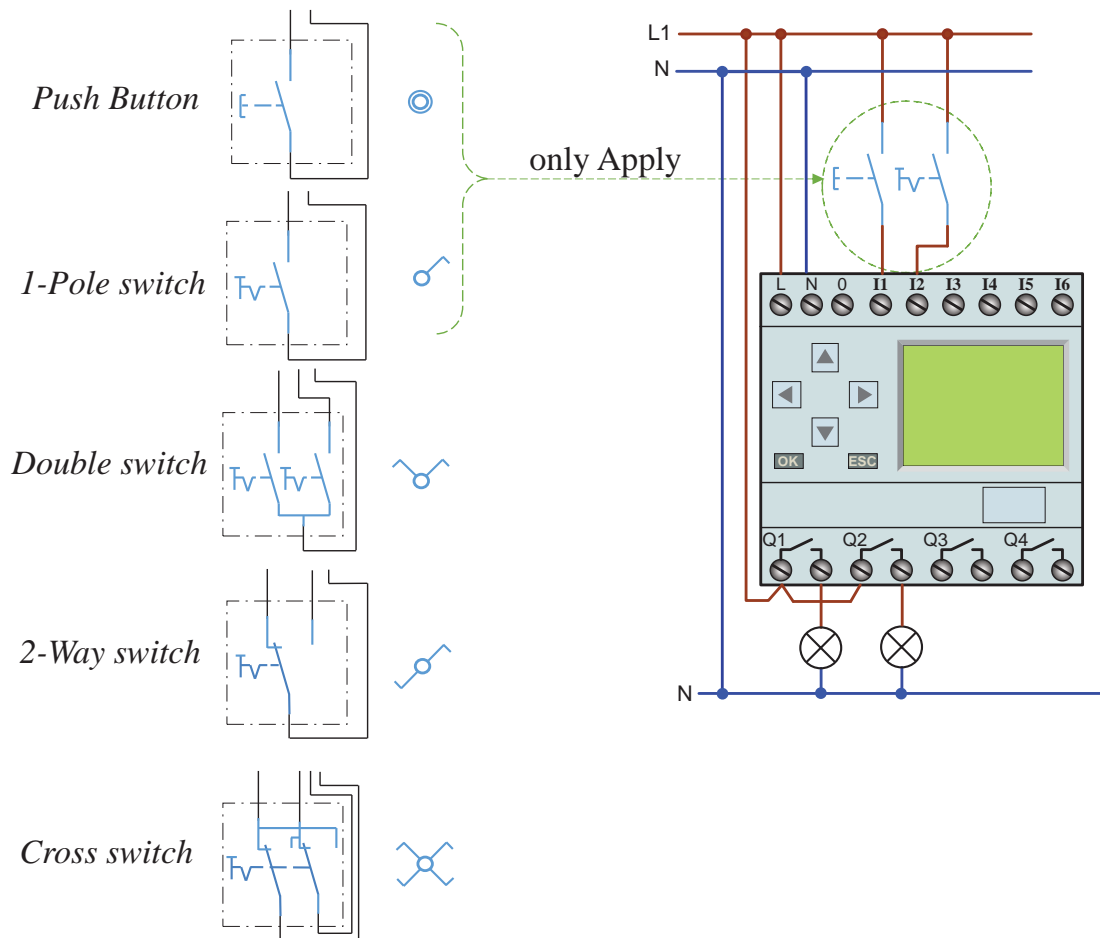 Push Button
1-Pole switch
Double switch
2-Way switch
Cross switch
only Apply
L1
N
L N 0 I1 I2 I3 I4 I5 I6
OK ESC
Q1 Q2 Q3 Q4
N